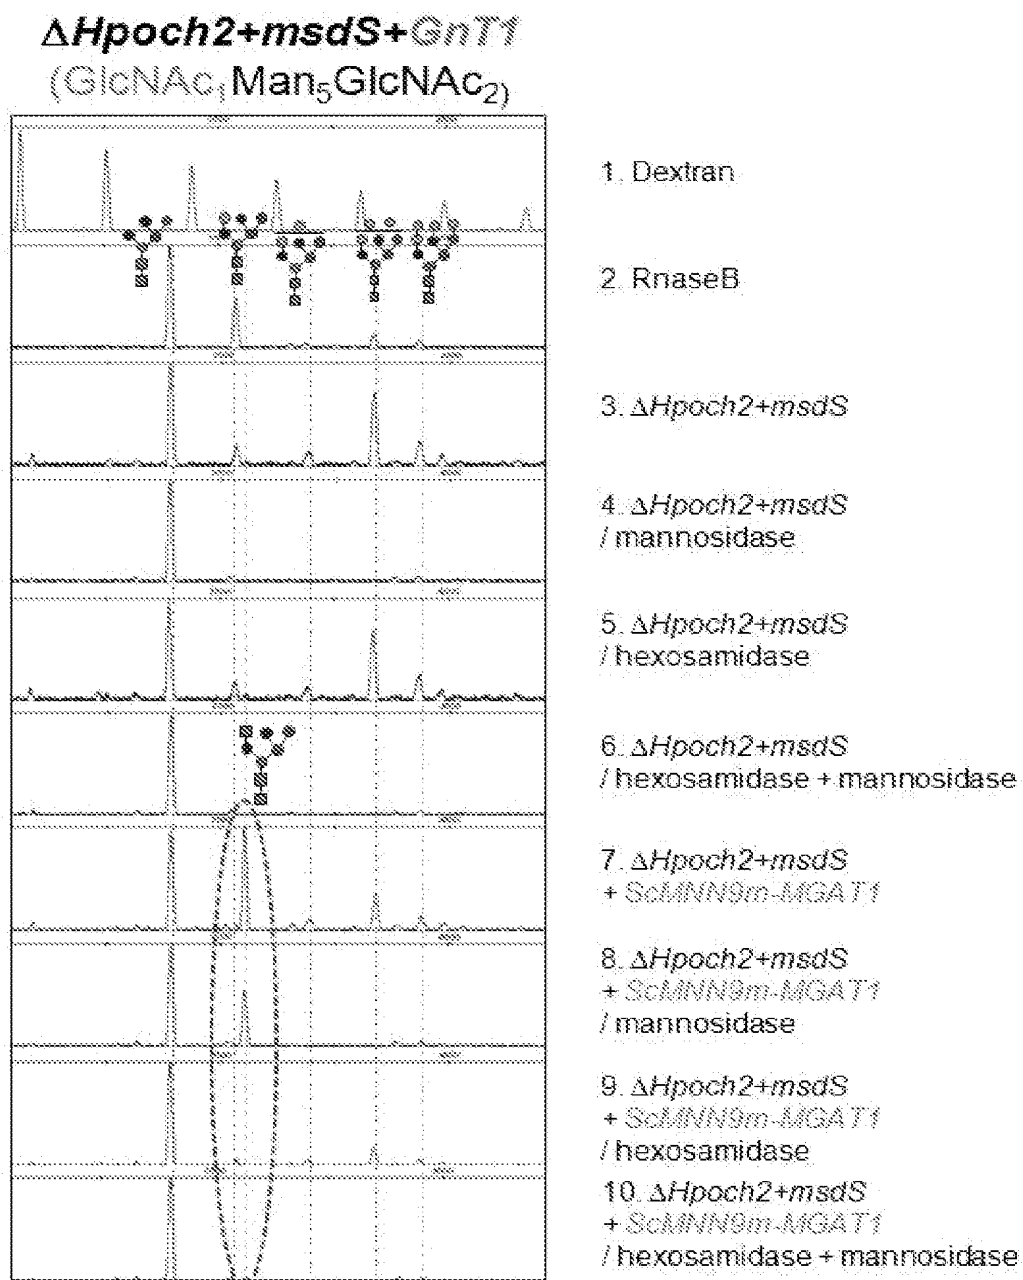 ΔHpoch2+msdS+GnT1
(GlcNAc₁Man₅GlcNAc₂)
1. Dextran
2. RnaseB
3. ΔHpoch2+msdS
4. ΔHpoch2+msdS
/ mannosidase
5. ΔHpoch2+msdS
/ hexosamidase
6. ΔHpoch2+msdS
/ hexosamidase + mannosidase
7. ΔHpoch2+msdS
+ ScMNN9m-MGAT1
8. ΔHpoch2+msdS
+ ScMNN9m-MGAT1
/ mannosidase
9. ΔHpoch2+msdS
+ ScMNN9m-MGAT1
/ hexosamidase
10. ΔHpoch2+msdS
+ ScMNN9m-MGAT1
/ hexosamidase + mannosidase